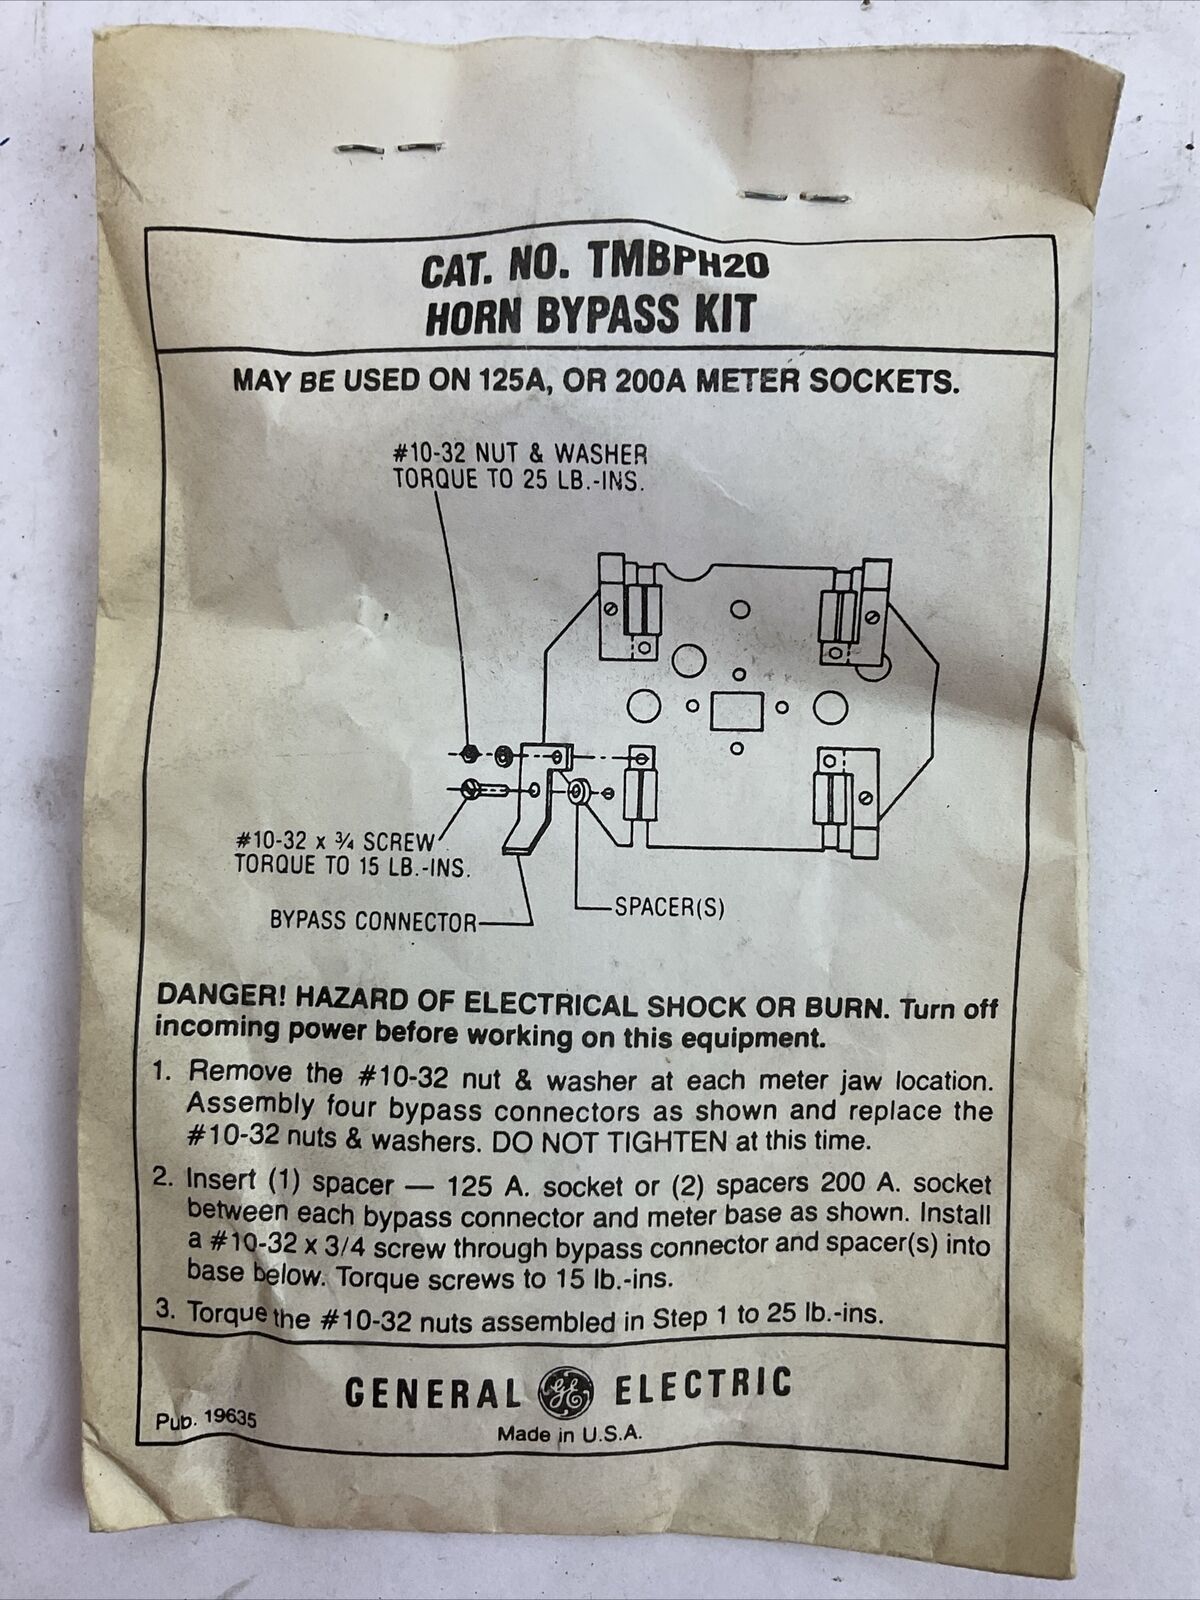 CAT. NO. TMBPH20
HORN BYPASS KIT
MAY BE USED ON 125A, OR 200A METER SOCKETS.
#10-32 NUT & WASHER
TORQUE TO 25 LB.-INS.
#10-32 x 3/4 SCREW
TORQUE TO 15 LB.-INS.
BYPASS CONNECTOR
SPACER(S)
DANGER! HAZARD OF ELECTRICAL SHOCK OR BURN. Turn off
incoming power before working on this equipment.
1. Remove the #10-32 nut & washer at each meter jaw location.
Assembly four bypass connectors as shown and replace the
#10-32 nuts & washers. DO NOT TIGHTEN at this time.
2. Insert (1) spacer — 125 A. socket or (2) spacers 200 A. socket
between each bypass connector and meter base as shown. Install
a #10-32 x 3/4 screw through bypass connector and spacer(s) into
base below. Torque screws to 15 lb.-ins.
3. Torque the #10-32 nuts assembled in Step 1 to 25 lb.-ins.
GENERAL GE ELECTRIC
Pub. 19635
Made in U.S.A.